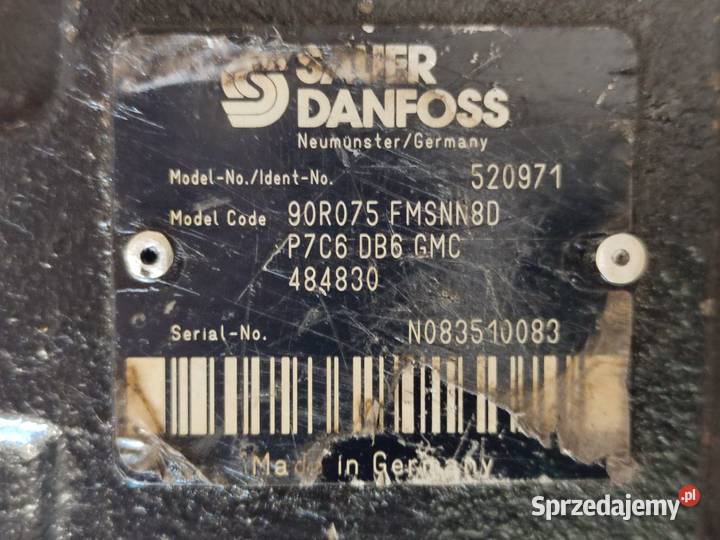 SAUER
DANFOSS
Neumünster/Germany
Model-No./Ident-No. 520971
Model Code 90R075 FMSNN8D
P7C6 DB6 GMC
484830
Serial-No. N083510083
Made in Germany
Sprzedajemy.pl